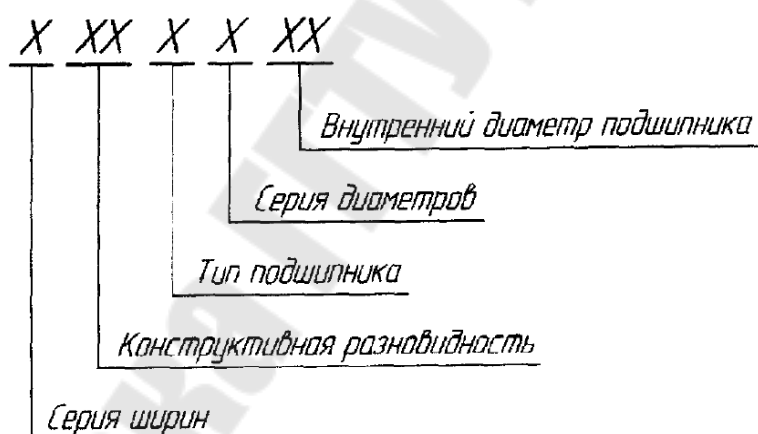 X XX X X XX
Внутренний диаметр подшипника
Серия диаметров
Тип подшипника
Конструктивная разновидность
Серия ширин